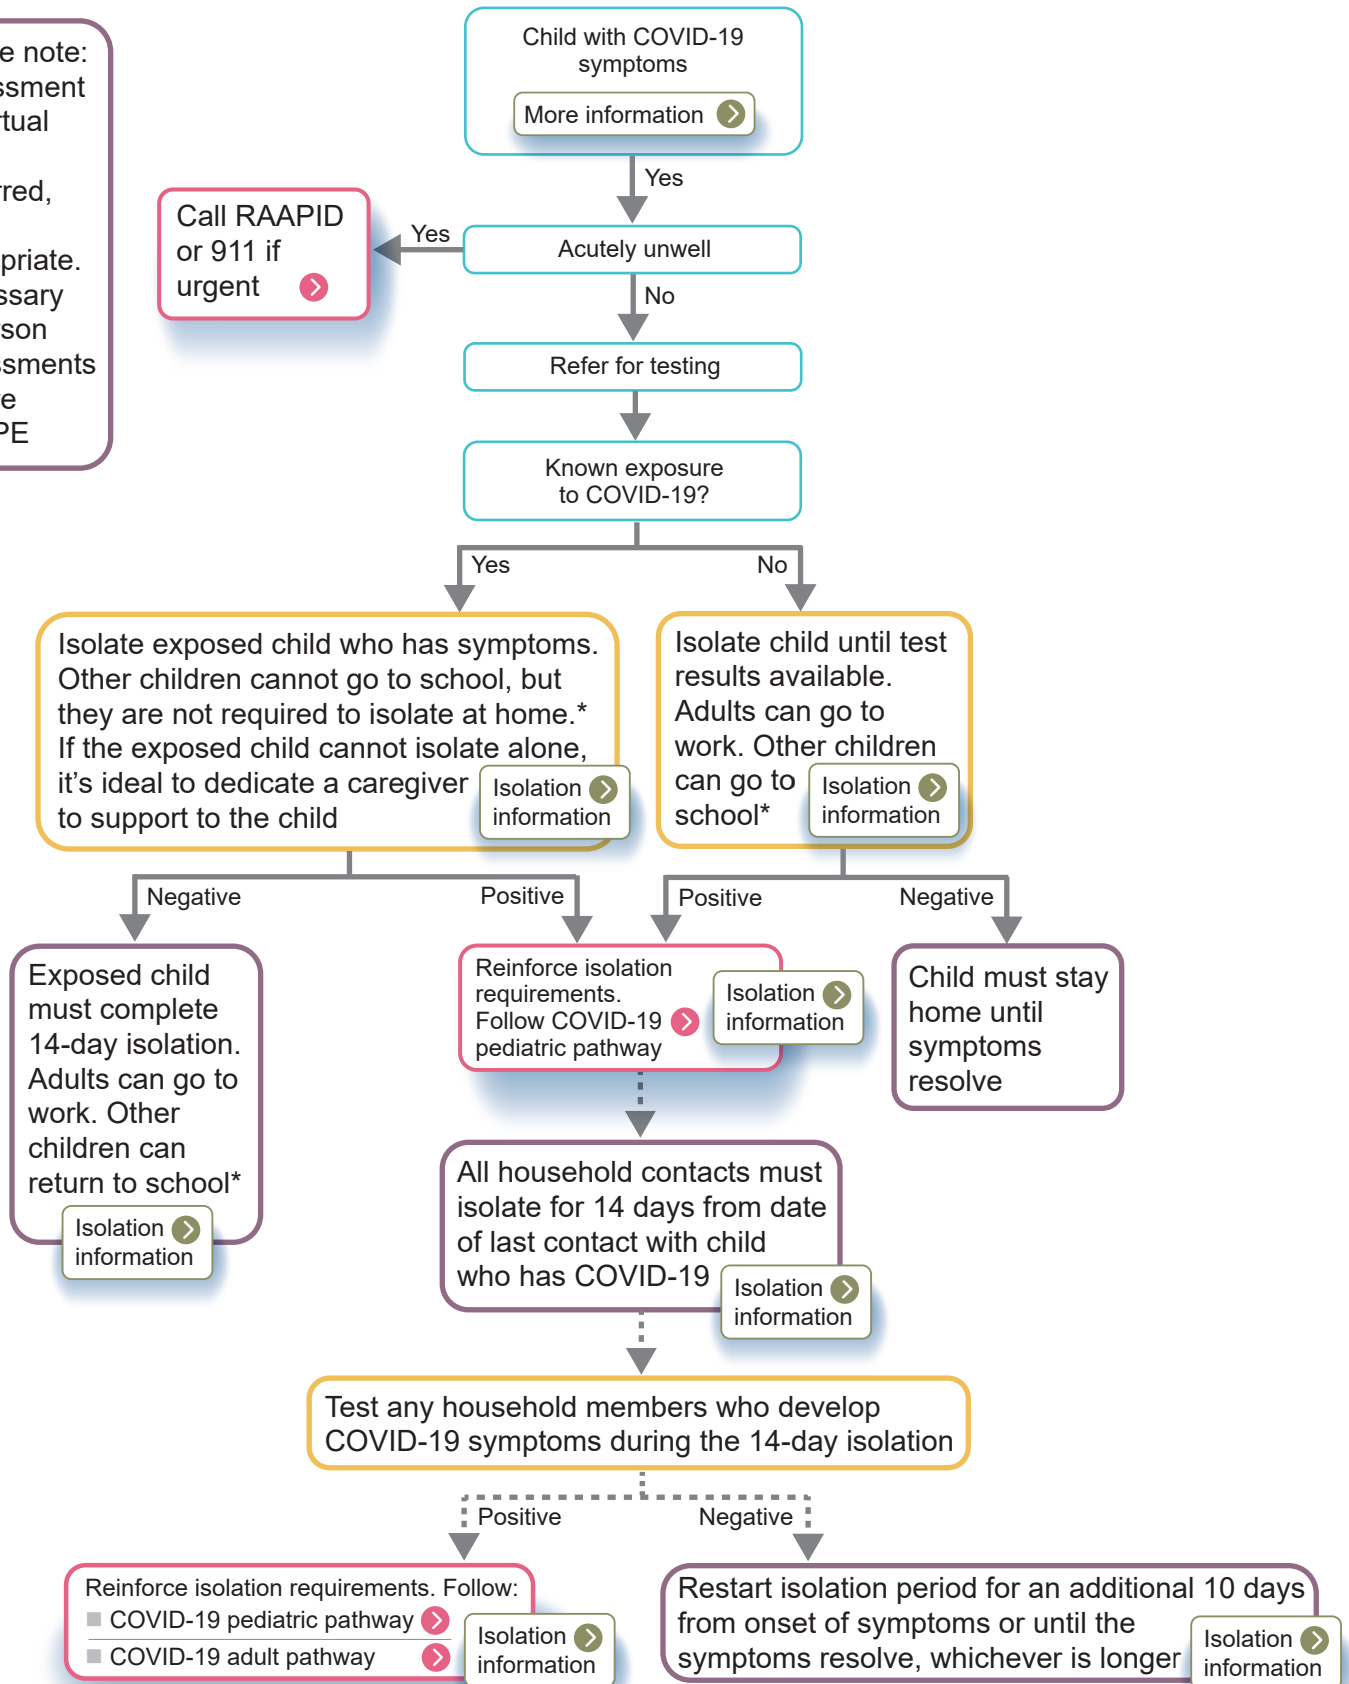 e note:
ssment
rtual
rred,
priate.
ssary
rson
ssments
e
PE
Child with COVID-19
symptoms
More information
Yes
Call RAAPID
or 911 if
urgent
Yes
Acutely unwell
No
Refer for testing
Known exposure
to COVID-19?
Yes
No
Isolate exposed child who has symptoms.
Other children cannot go to school, but
they are not required to isolate at home.*
If the exposed child cannot isolate alone,
it's ideal to dedicate a caregiver
to support to the child
Isolation
information
Isolate child until test
results available.
Adults can go to
work. Other children
can go to
school*
Isolation
information
Negative
Positive
Positive
Negative
Exposed child
must complete
14-day isolation.
Adults can go to
work. Other
children can
return to school*
Isolation
information
Reinforce isolation
requirements.
Follow COVID-19
pediatric pathway
Isolation
information
Child must stay
home until
symptoms
resolve
All household contacts must
isolate for 14 days from date
of last contact with child
who has COVID-19
Isolation
information
Test any household members who develop
COVID-19 symptoms during the 14-day isolation
Positive
Negative
Reinforce isolation requirements. Follow:
COVID-19 pediatric pathway
COVID-19 adult pathway
Isolation
information
Restart isolation period for an additional 10 days
from onset of symptoms or until the
symptoms resolve, whichever is longer
Isolation
information